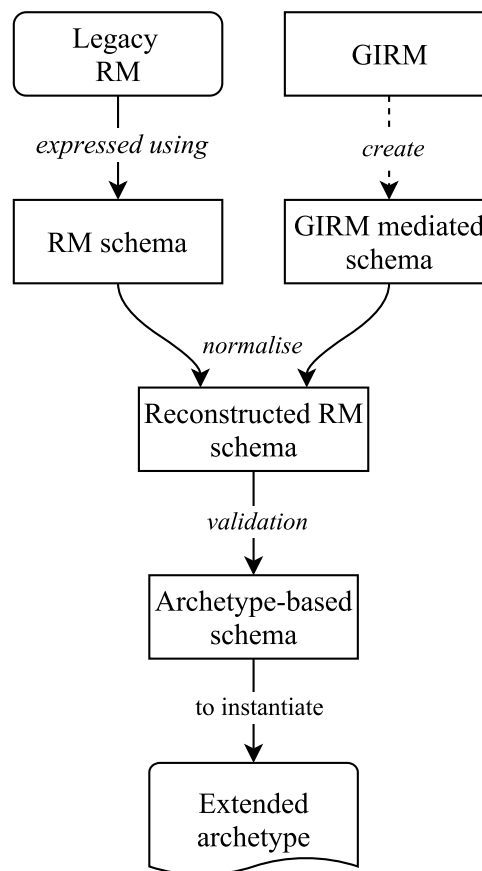 Legacy
RM
GIRM
expressed using
create
RM schema
GIRM mediated
schema
normalise
Reconstructed RM
schema
validation
Archetype-based
schema
to instantiate
Extended
archetype